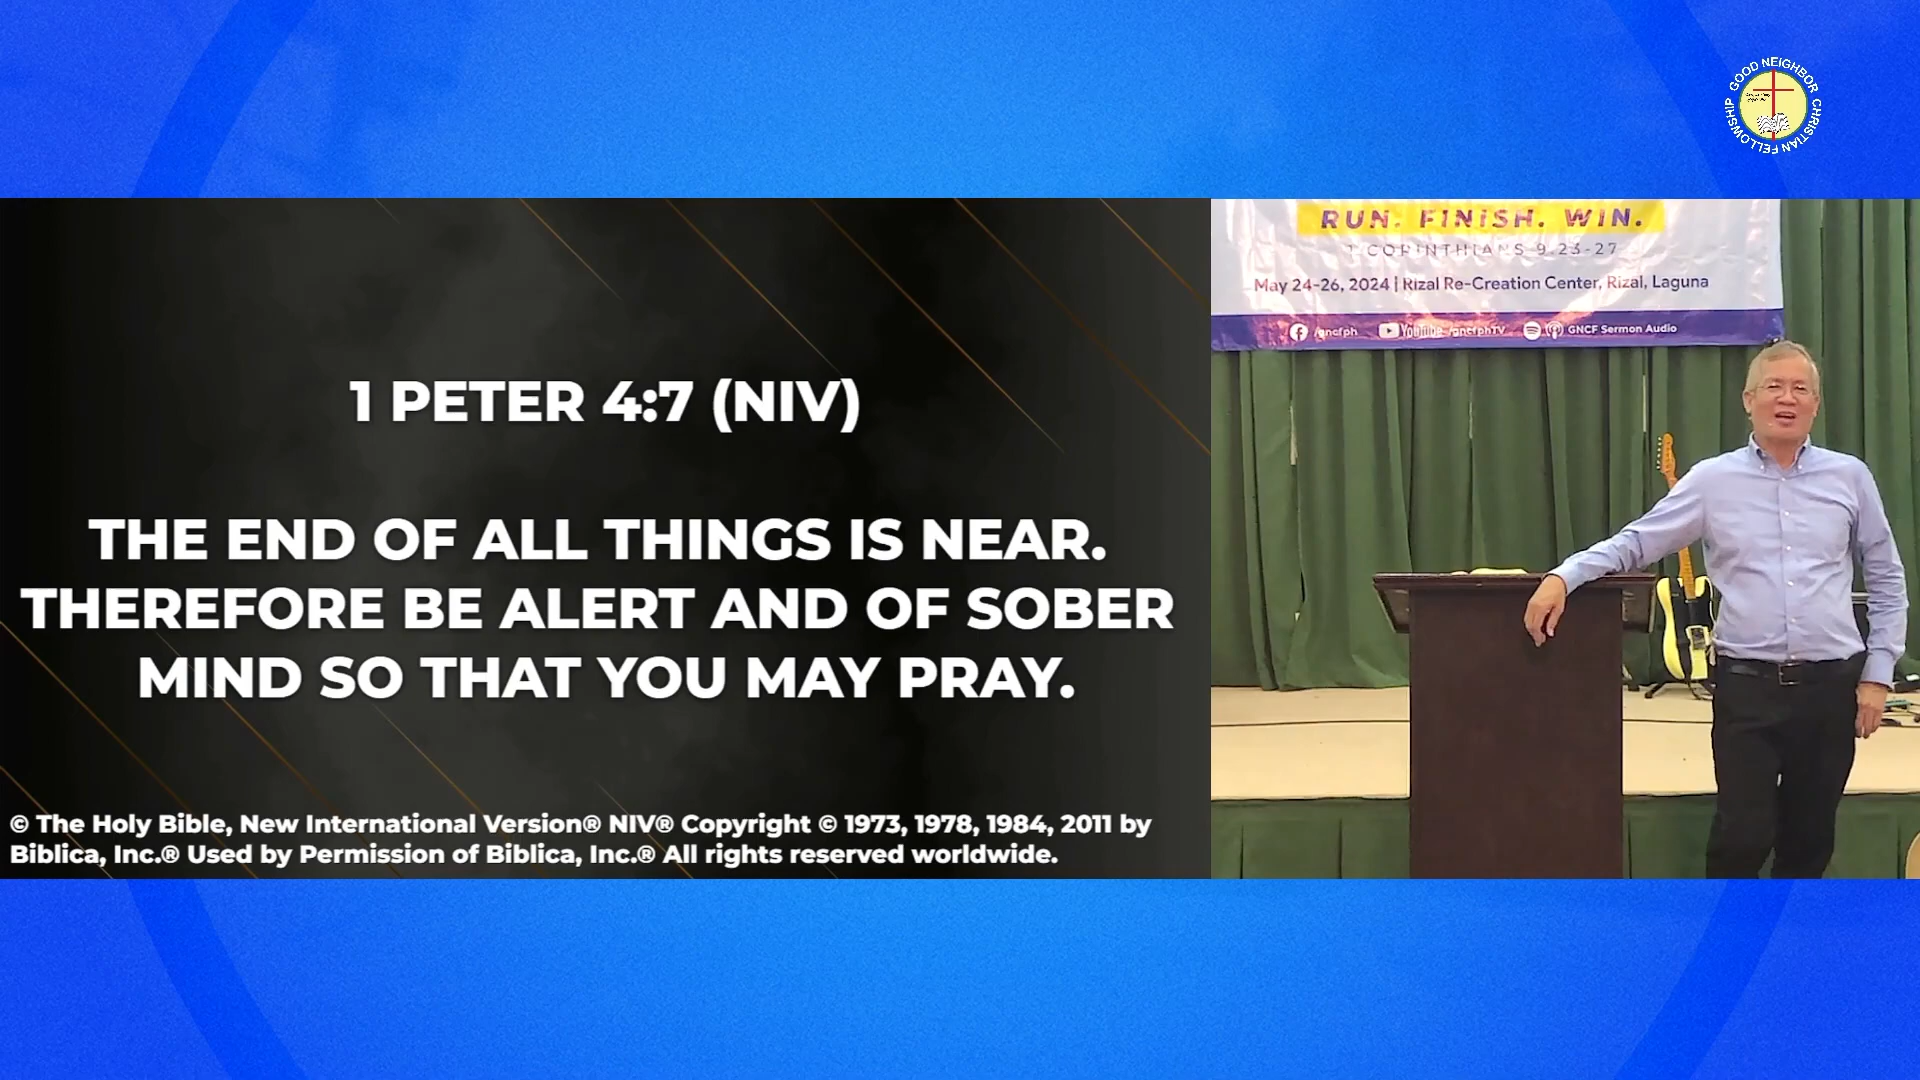 GOOD NEIGHBOR CHRISTIAN FELLOWSHIP
1 PETER 4:7 (NIV)
THE END OF ALL THINGS IS NEAR.
THEREFORE BE ALERT AND OF SOBER
MIND SO THAT YOU MAY PRAY.
© The Holy Bible, New International Version® NIV® Copyright © 1973, 1978, 1984, 2011 by
Biblica, Inc.® Used by Permission of Biblica, Inc.® All rights reserved worldwide.
RUN. FINISH. WIN.
1 CORINTHIANS 9:23-27
May 24-26, 2024 | Rizal Re-Creation Center, Rizal, Laguna
/gncfph YouTube /gncfphTV GNCF Sermon Audio